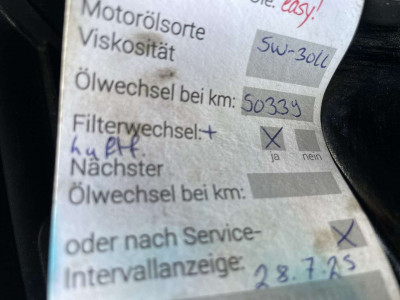 easy!
Motorölsorte
Viskosität 5W-30LL
Ölwechsel bei km: 50339
Filterwechsel:+ X
Luftf. ja nein
Nächster
Ölwechsel bei km:
oder nach Service- X
Intervallanzeige: 28.7.25